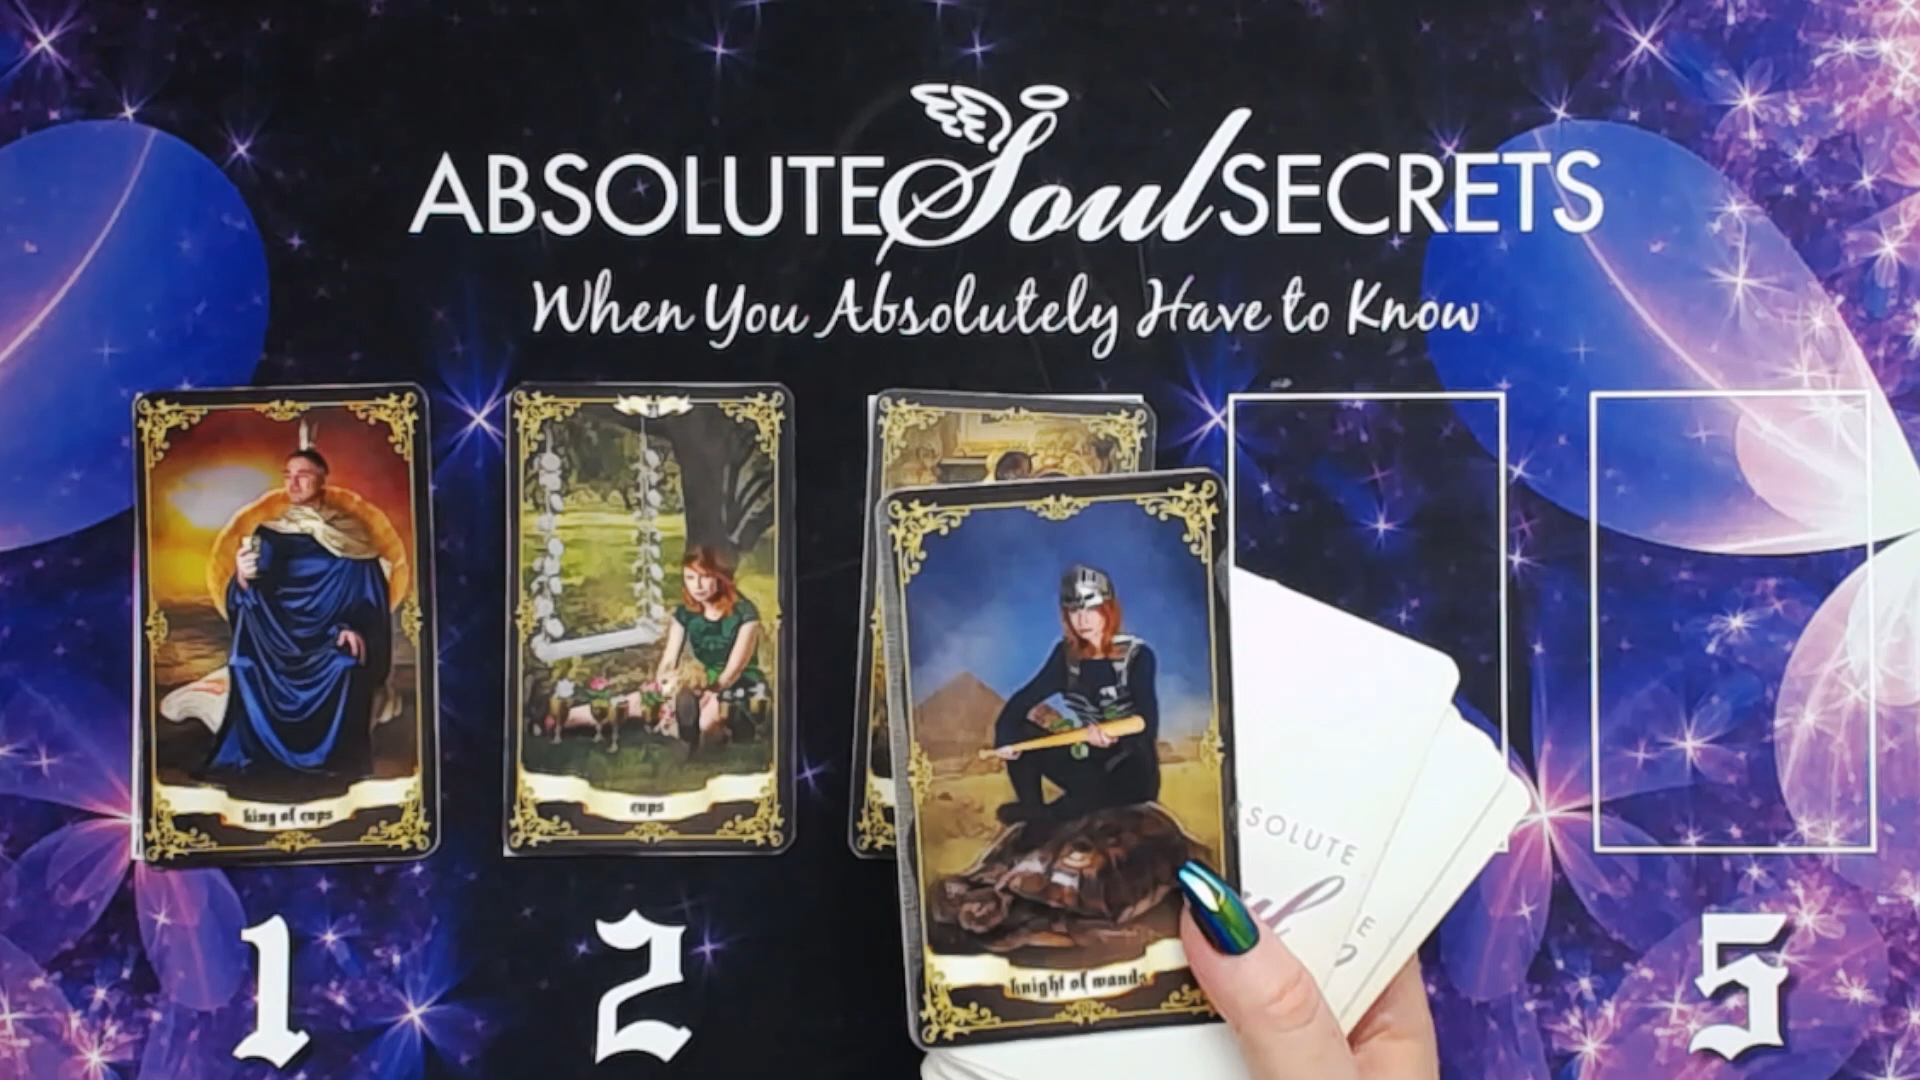 ABSOLUTE Soul SECRETS
When You Absolutely Have to Know
king of cups
cups
knight of wands
SOLUTE
1
2
5